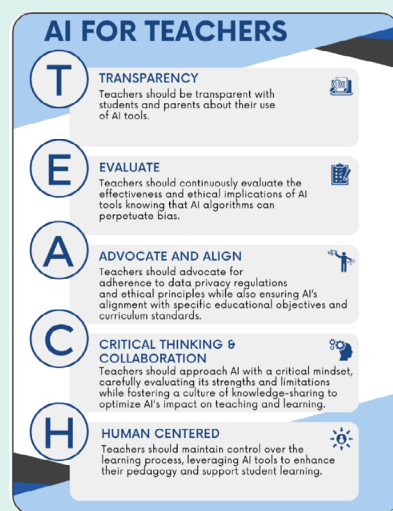 AI FOR TEACHERS
T
TRANSPARENCY
Teachers should be transparent with
students and parents about their use
of AI tools.
E
EVALUATE
Teachers should continuously evaluate the
effectiveness and ethical implications of AI
tools knowing that AI algorithms can
perpetuate bias.
A
ADVOCATE AND ALIGN
Teachers should advocate for
adherence to data privacy regulations
and ethical principles while also ensuring AI's
alignment with specific educational objectives and
curriculum standards.
C
CRITICAL THINKING &
COLLABORATION
Teachers should approach AI with a critical mindset,
carefully evaluating its strengths and limitations
while fostering a culture of knowledge-sharing to
optimize AI's impact on teaching and learning.
H
HUMAN CENTERED
Teachers should maintain control over the
learning process, leveraging AI tools to enhance
their pedagogy and support student learning.